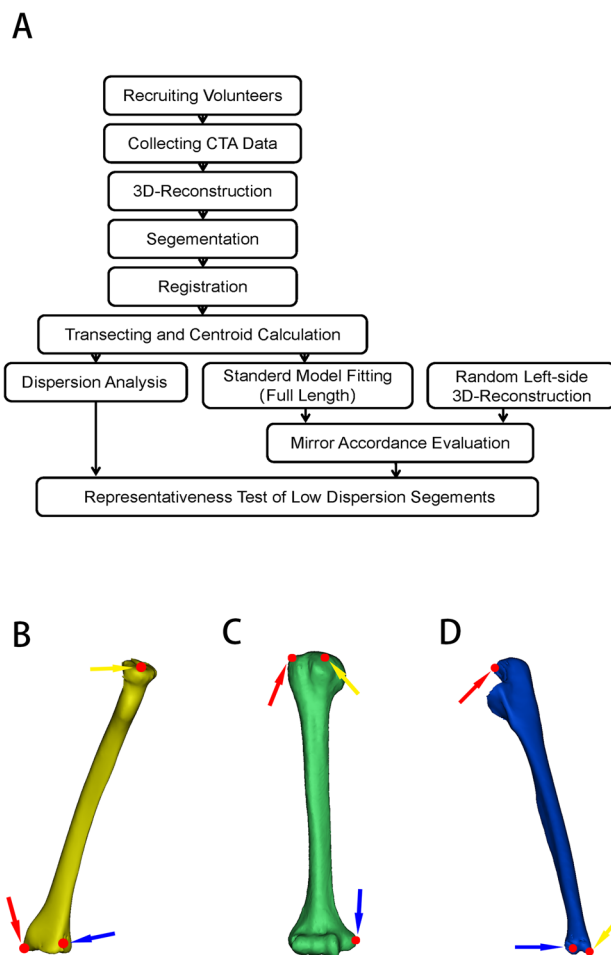 A
Recruiting Volunteers
Collecting CTA Data
3D-Reconstruction
Segementation
Registration
Transecting and Centroid Calculation
Dispersion Analysis
Standerd Model Fitting
(Full Length)
Random Left-side
3D-Reconstruction
Mirror Accordance Evaluation
Representativeness Test of Low Dispersion Segements
B
C
D